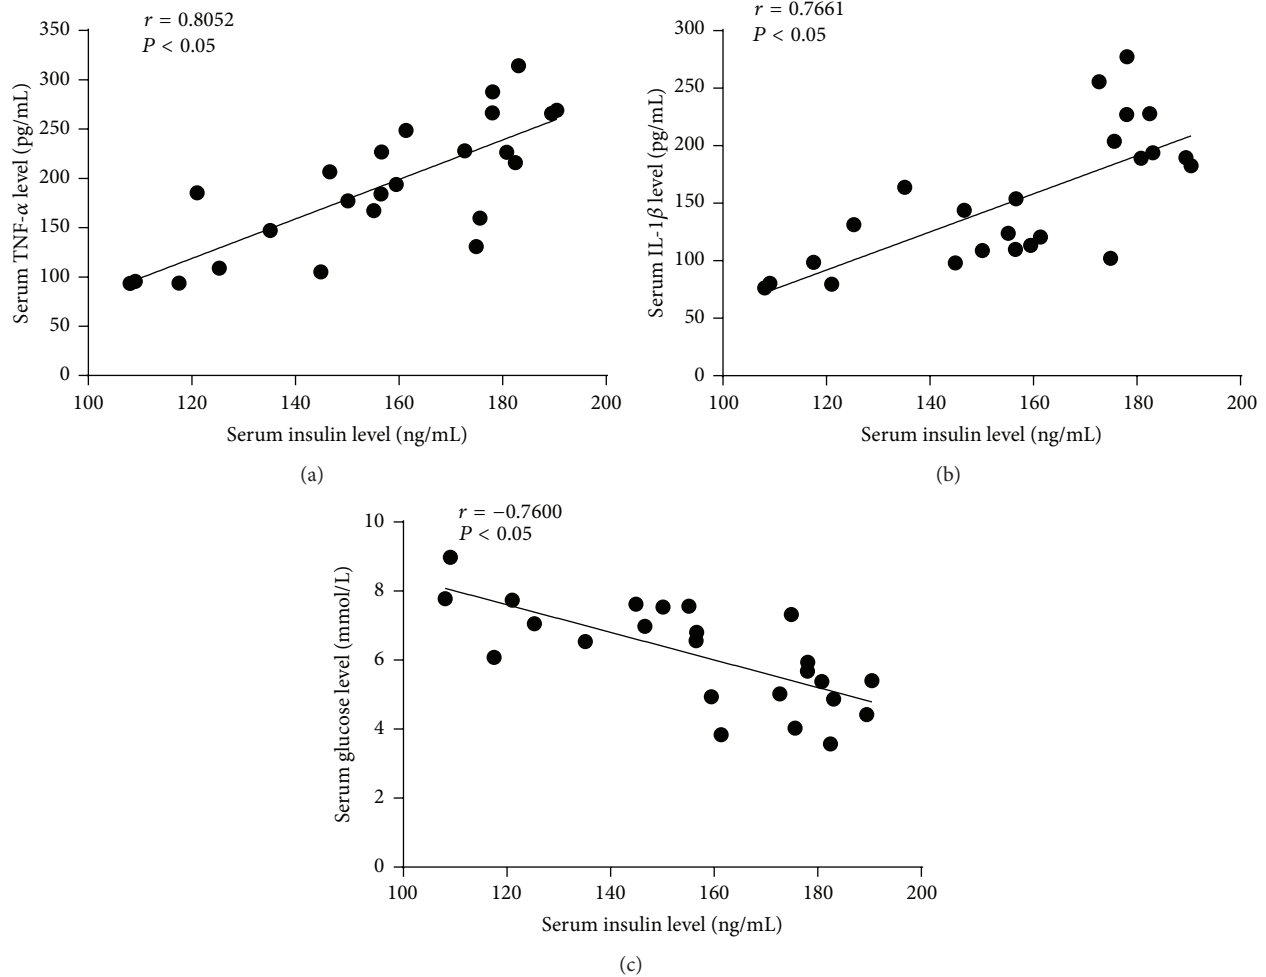 r = 0.8052
P < 0.05
350
300
250
200
150
100
50
0
Serum TNF-α level (pg/mL)
100 120 140 160 180 200
Serum insulin level (ng/mL)
(a)
r = 0.7661
P < 0.05
300
250
200
150
100
50
0
Serum IL-1β level (pg/mL)
100 120 140 160 180 200
Serum insulin level (ng/mL)
(b)
r = −0.7600
P < 0.05
10
8
6
4
2
0
Serum glucose level (mmol/L)
100 120 140 160 180 200
Serum insulin level (ng/mL)
(c)